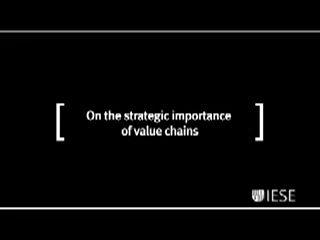 On the strategic importance
of value chains
IESE